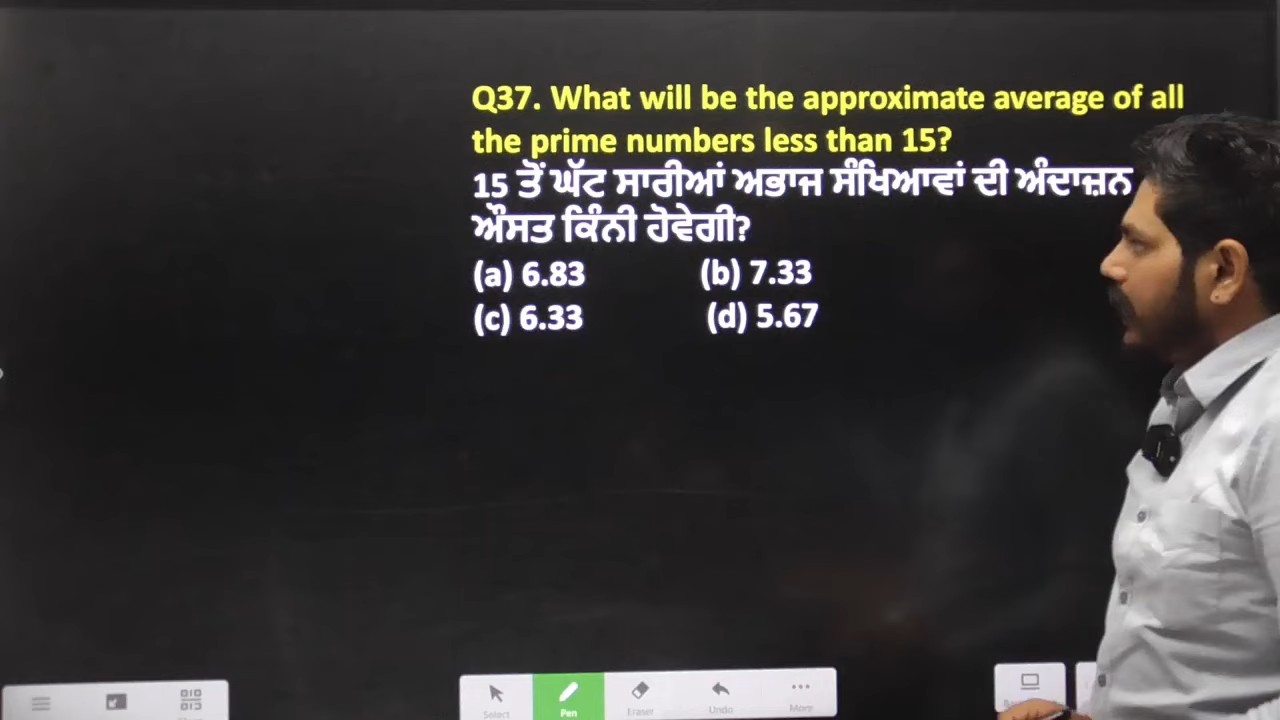 Q37. What will be the approximate average of all
the prime numbers less than 15?
15 ਤੋਂ ਘੱਟ ਸਾਰੀਆਂ ਅਭਾਜ ਸੰਖਿਆਵਾਂ ਦੀ ਅੰਦਾਜ਼ਨ
ਔਸਤ ਕਿੰਨੀ ਹੋਵੇਗੀ?
(a) 6.83 (b) 7.33
(c) 6.33 (d) 5.67
Select Pen Eraser Undo More